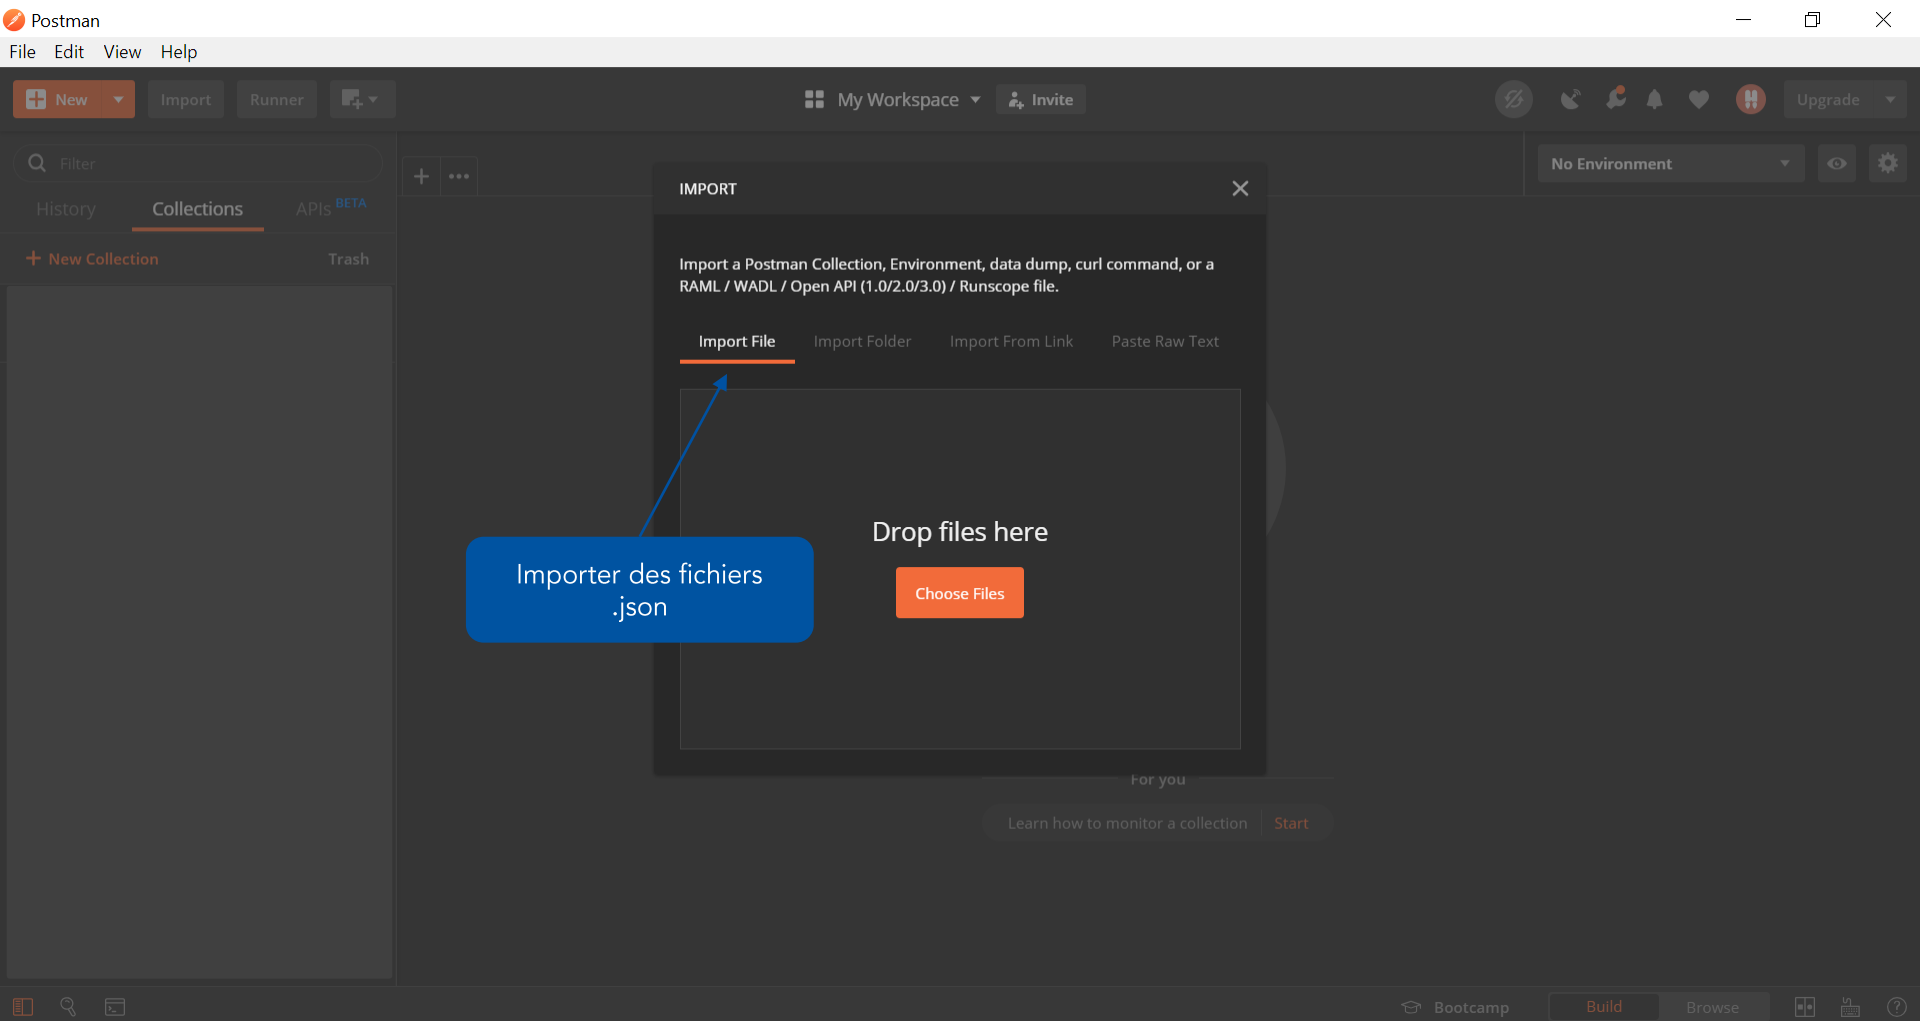 Postman
File Edit View Help
New Import Runner My Workspace Invite Upgrade
Filter
No Environment
History Collections APIs BETA
New Collection Trash
IMPORT
Import a Postman Collection, Environment, data dump, curl command, or a
RAML / WADL / Open API (1.0/2.0/3.0) / Runscope file.
Import File Import Folder Import From Link Paste Raw Text
Drop files here
Choose Files
Importer des fichiers
.json
For you
Learn how to monitor a collection Start
Bootcamp Build Browse